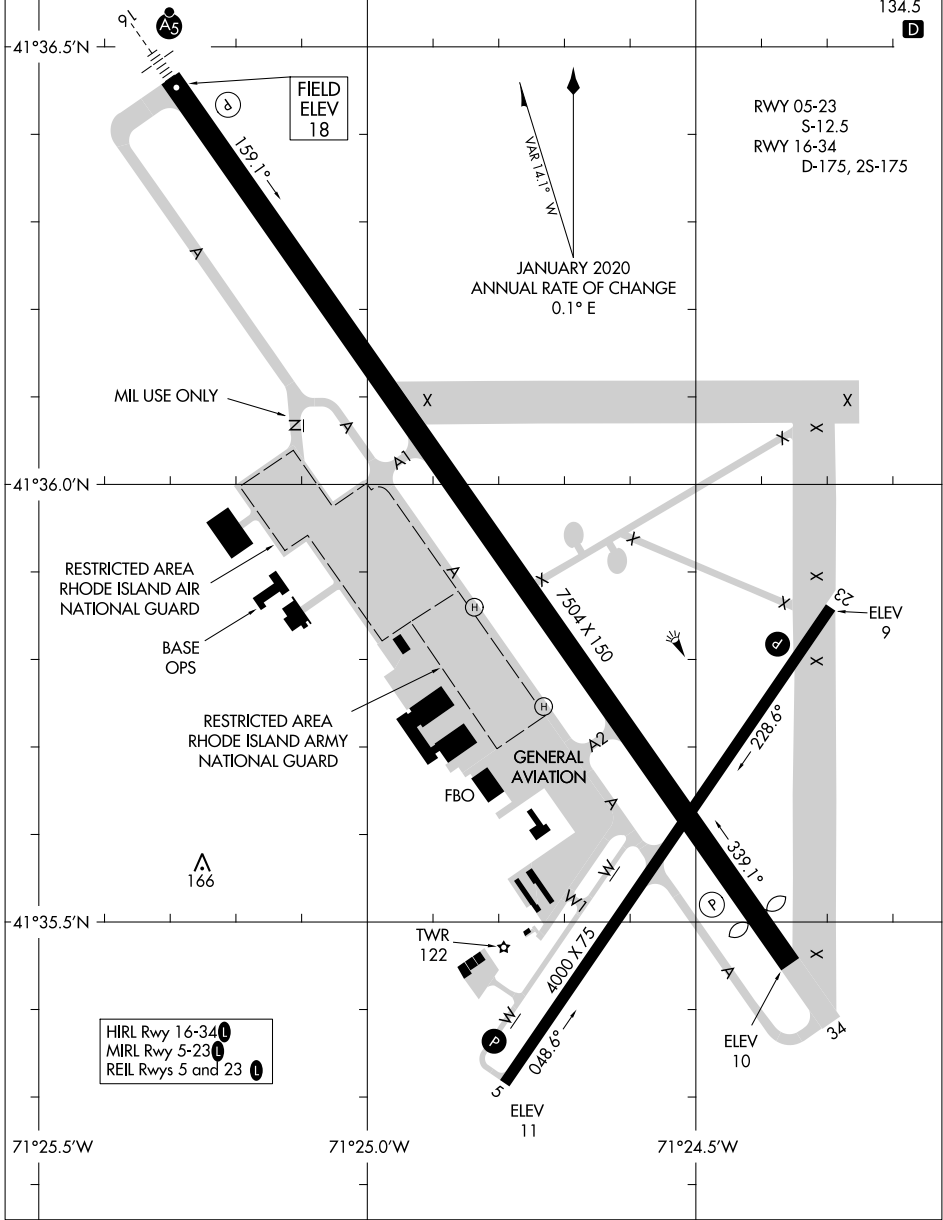 134.5
D
16
A5
41°36.5'N
FIELD
ELEV
18
P
159.1°
VAR 14.1° W
JANUARY 2020
ANNUAL RATE OF CHANGE
0.1° E
RWY 05-23
S-12.5
RWY 16-34
D-175, 2S-175
A
MIL USE ONLY
N
A
A1
X
X
X
X
41°36.0'N
RESTRICTED AREA
RHODE ISLAND AIR
NATIONAL GUARD
BASE
OPS
A
H
X
X
X
X
7504 X 150
23
ELEV
9
P
X
RESTRICTED AREA
RHODE ISLAND ARMY
NATIONAL GUARD
H
GENERAL
AVIATION
A2
FBO
A
228.6°
339.1°
166
W
W1
P
41°35.5'N
TWR
122
4000 X 75
X
A
W
P
048.6°
5
ELEV
11
ELEV
10
34
HIRL Rwy 16-34 L
MIRL Rwy 5-23 L
REIL Rwys 5 and 23 L
71°25.5'W
71°25.0'W
71°24.5'W